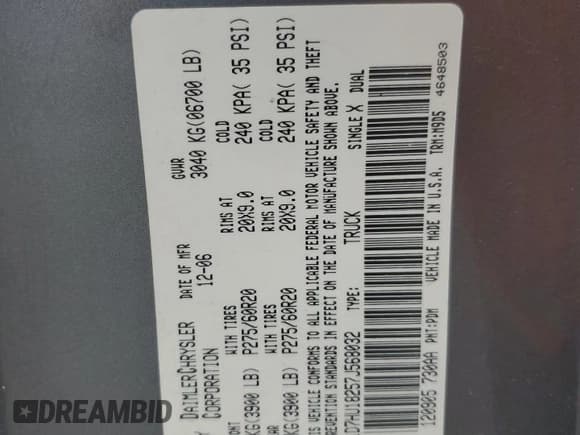 Y DAIMLERCHRYSLER CORPORATION
DATE OF MFR GVWR
12-06 3040 KG(06700 LB)
WITH TIRES RIMS AT COLD
KG(3900 LB) P275/60R20 20X9.0 240 KPA( 35 PSI)
WITH TIRES RIMS AT COLD
KG(3900 LB) P275/60R20 20X9.0 240 KPA( 35 PSI)
IS VEHICLE CONFORMS TO ALL APPLICABLE FEDERAL MOTOR VEHICLE SAFETY AND THEFT
REVENTION STANDARDS IN EFFECT ON THE DATE OF MANUFACTURE SHOWN ABOVE.
D7HU18257J568032 TYPE: TRUCK SINGLE X DUAL
120905 730AA PNT:PDM VEHICLE MADE IN U.S.A. TRM:M9D5
4648503
DREAMBID